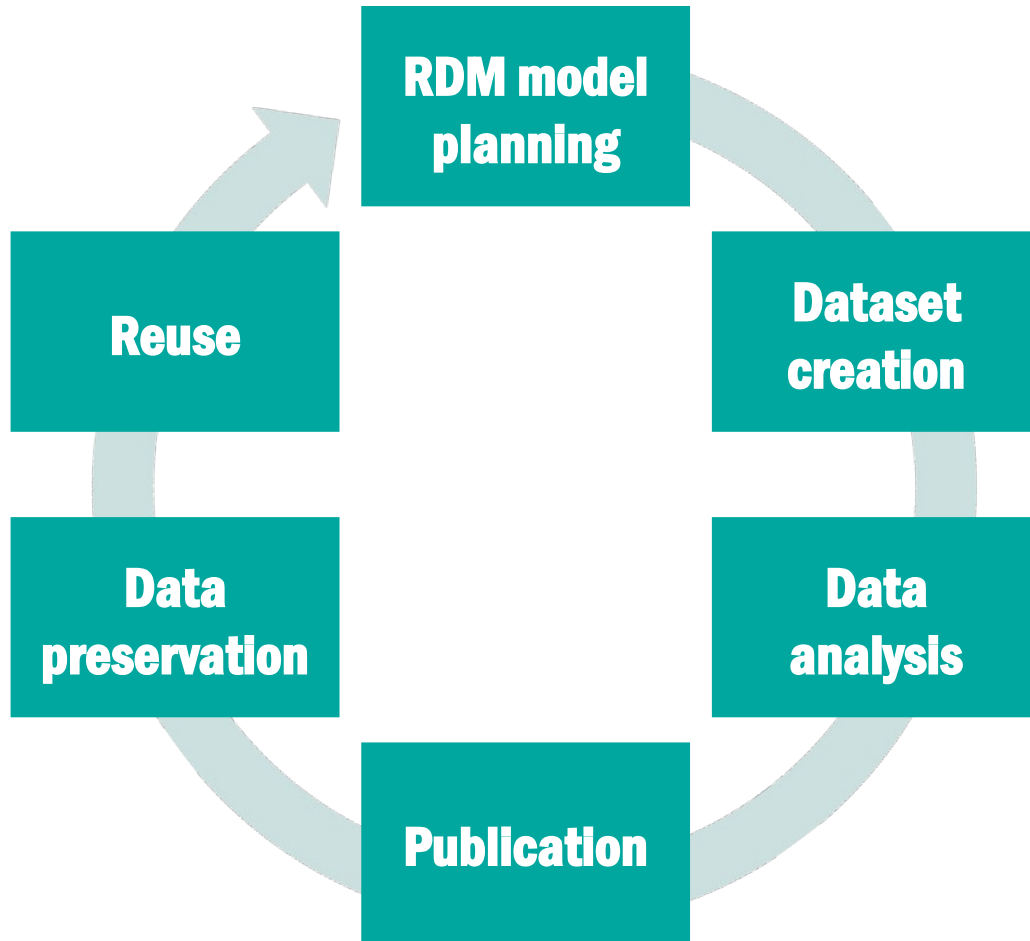 RDM model
planning
Dataset
creation
Data
analysis
Publication
Data
preservation
Reuse